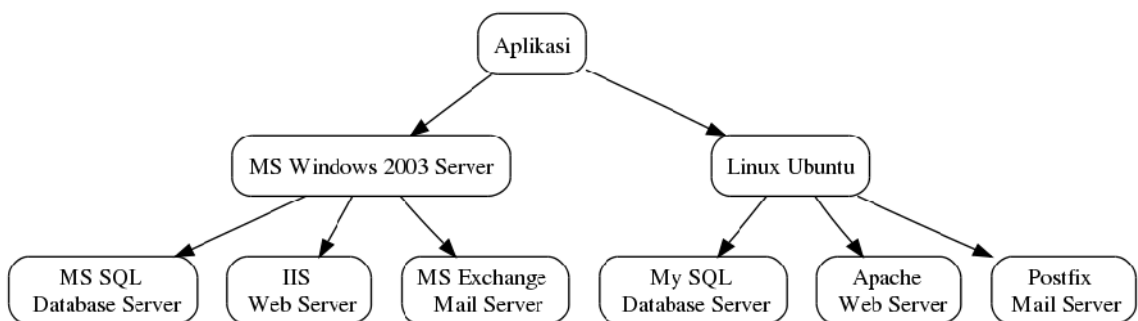 Aplikasi
MS Windows 2003 Server
Linux Ubuntu
MS SQL
Database Server
IIS
Web Server
MS Exchange
Mail Server
My SQL
Database Server
Apache
Web Server
Postfix
Mail Server